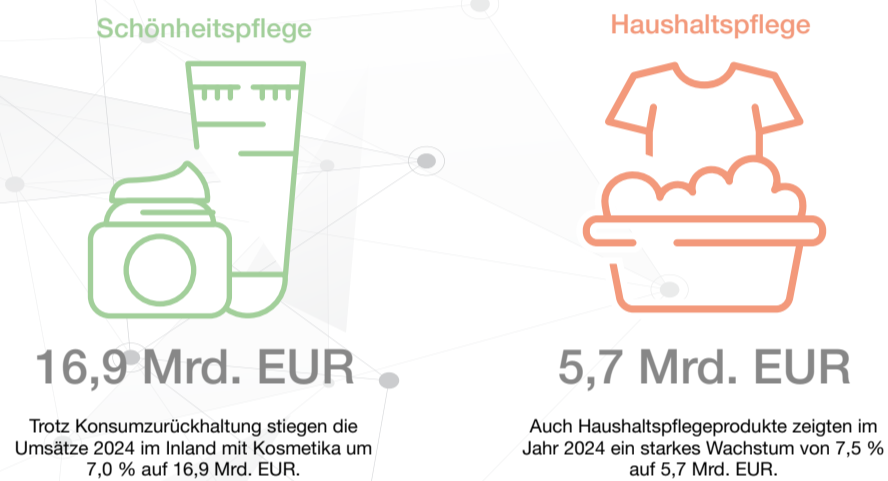 Schönheitspflege
16,9 Mrd. EUR
Trotz Konsumzurückhaltung stiegen die
Umsätze 2024 im Inland mit Kosmetika um
7,0 % auf 16,9 Mrd. EUR.
Haushaltspflege
5,7 Mrd. EUR
Auch Haushaltspflegeprodukte zeigten im
Jahr 2024 ein starkes Wachstum von 7,5 %
auf 5,7 Mrd. EUR.